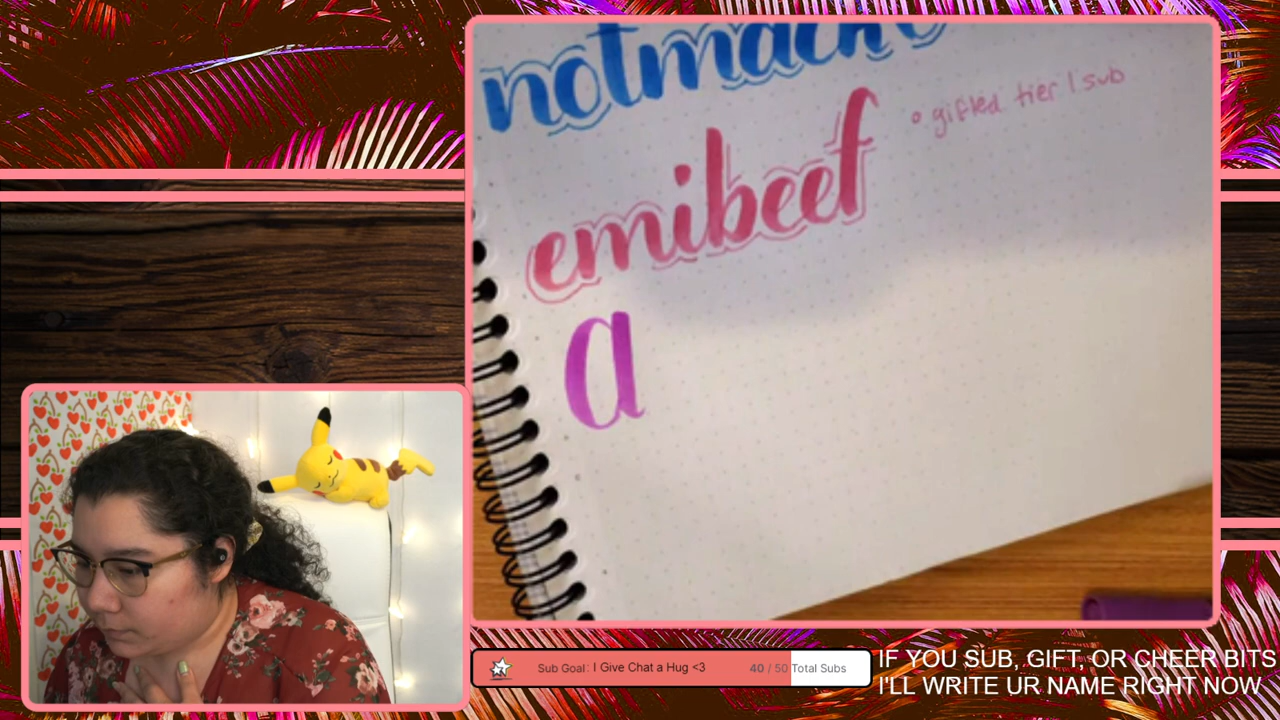 emibeef
° gifted tier 1 sub
a
Sub Goal: I Give Chat a Hug <3 40 / 50 Total Subs
IF YOU SUB, GIFT, OR CHEER BITS
I'LL WRITE UR NAME RIGHT NOW